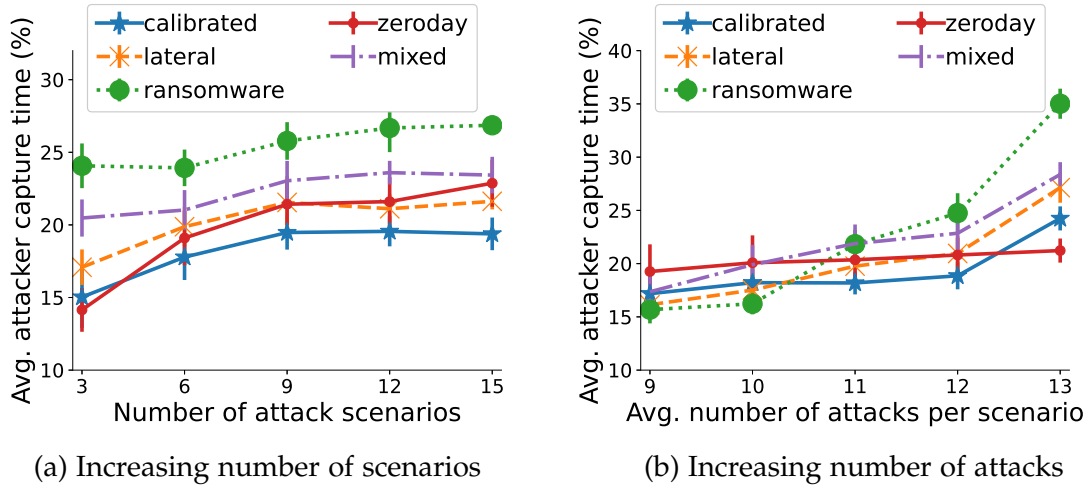 calibrated
lateral
ransomware
zeroday
mixed
Avg. attacker capture time (%)
30
25
20
15
10
3 6 9 12 15
Number of attack scenarios
(a) Increasing number of scenarios
calibrated
lateral
ransomware
zeroday
mixed
Avg. attacker capture time (%)
40
35
30
25
20
15
10
9 10 11 12 13
Avg. number of attacks per scenario
(b) Increasing number of attacks